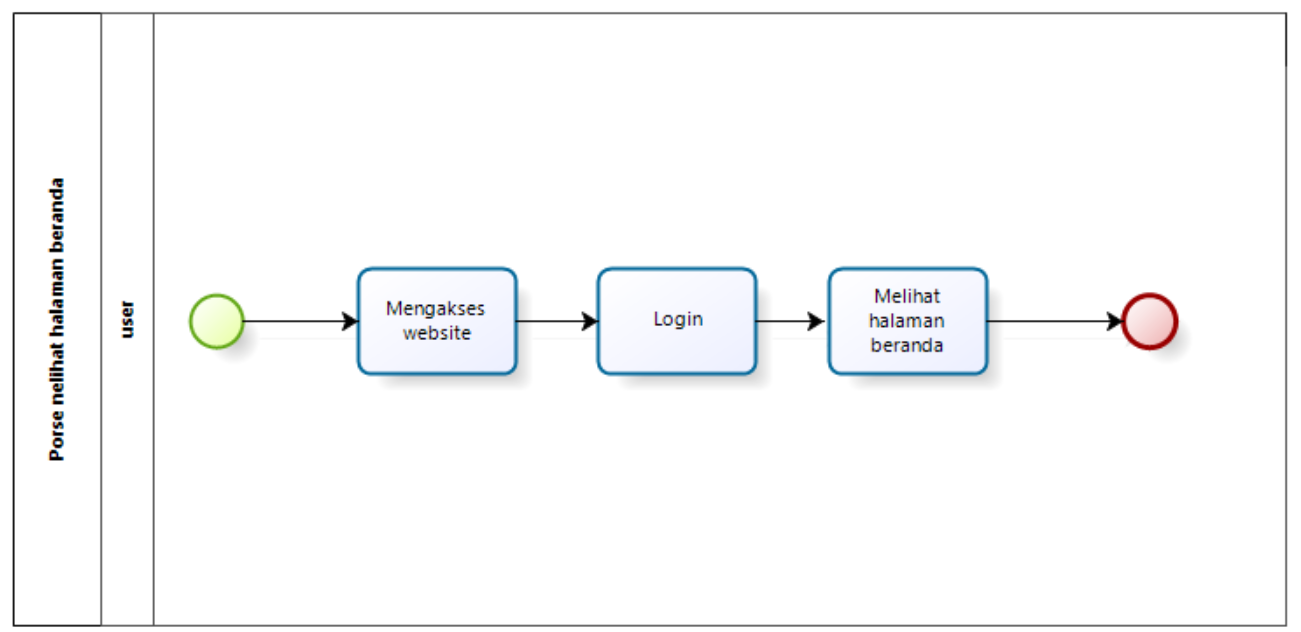 Porse nelihat halaman beranda
user
Mengakses
website
Login
Melihat
halaman
beranda